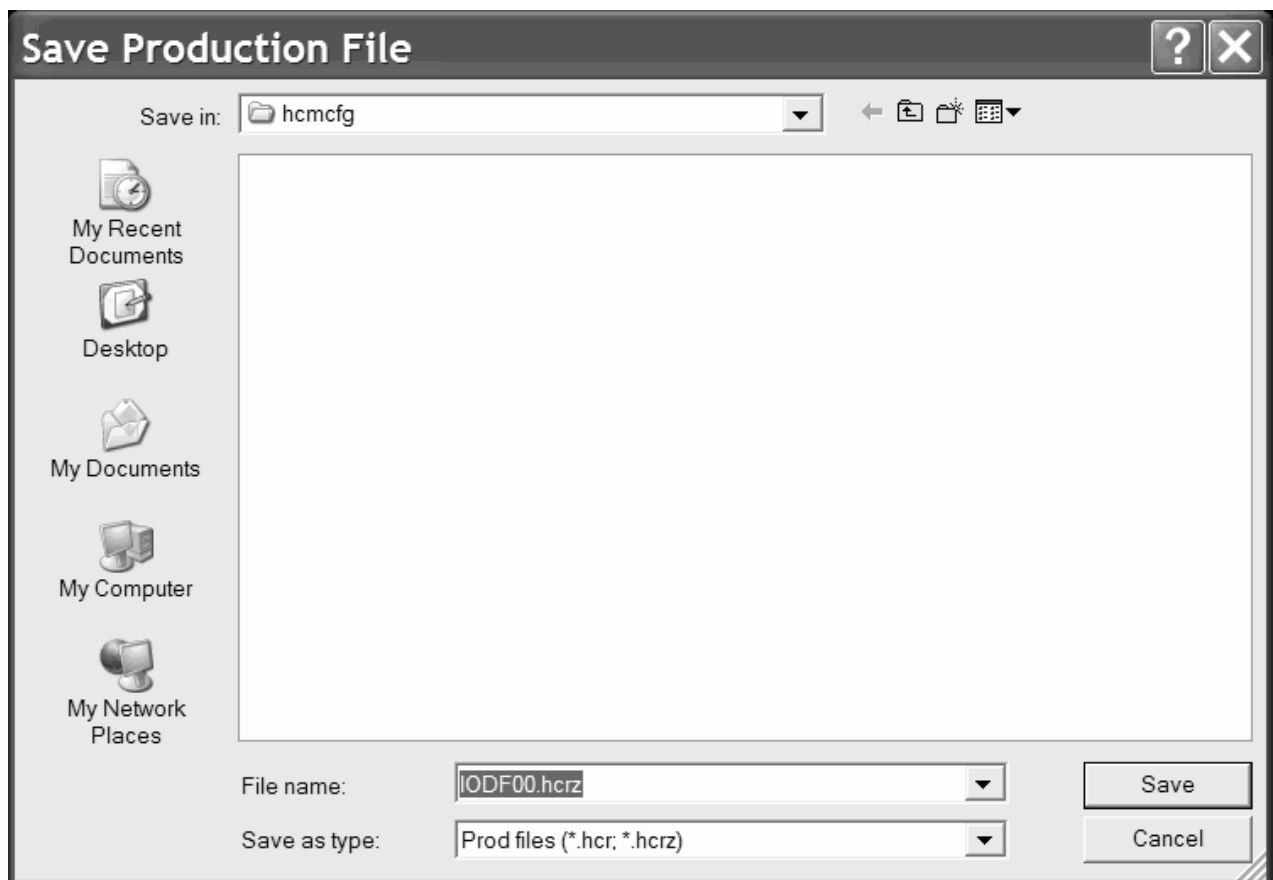 Save Production File
Save in: hcmcfg
My Recent
Documents
Desktop
My Documents
My Computer
My Network
Places
File name: IODF00.hcrz Save
Save as type: Prod files (*.hcr; *.hcrz) Cancel